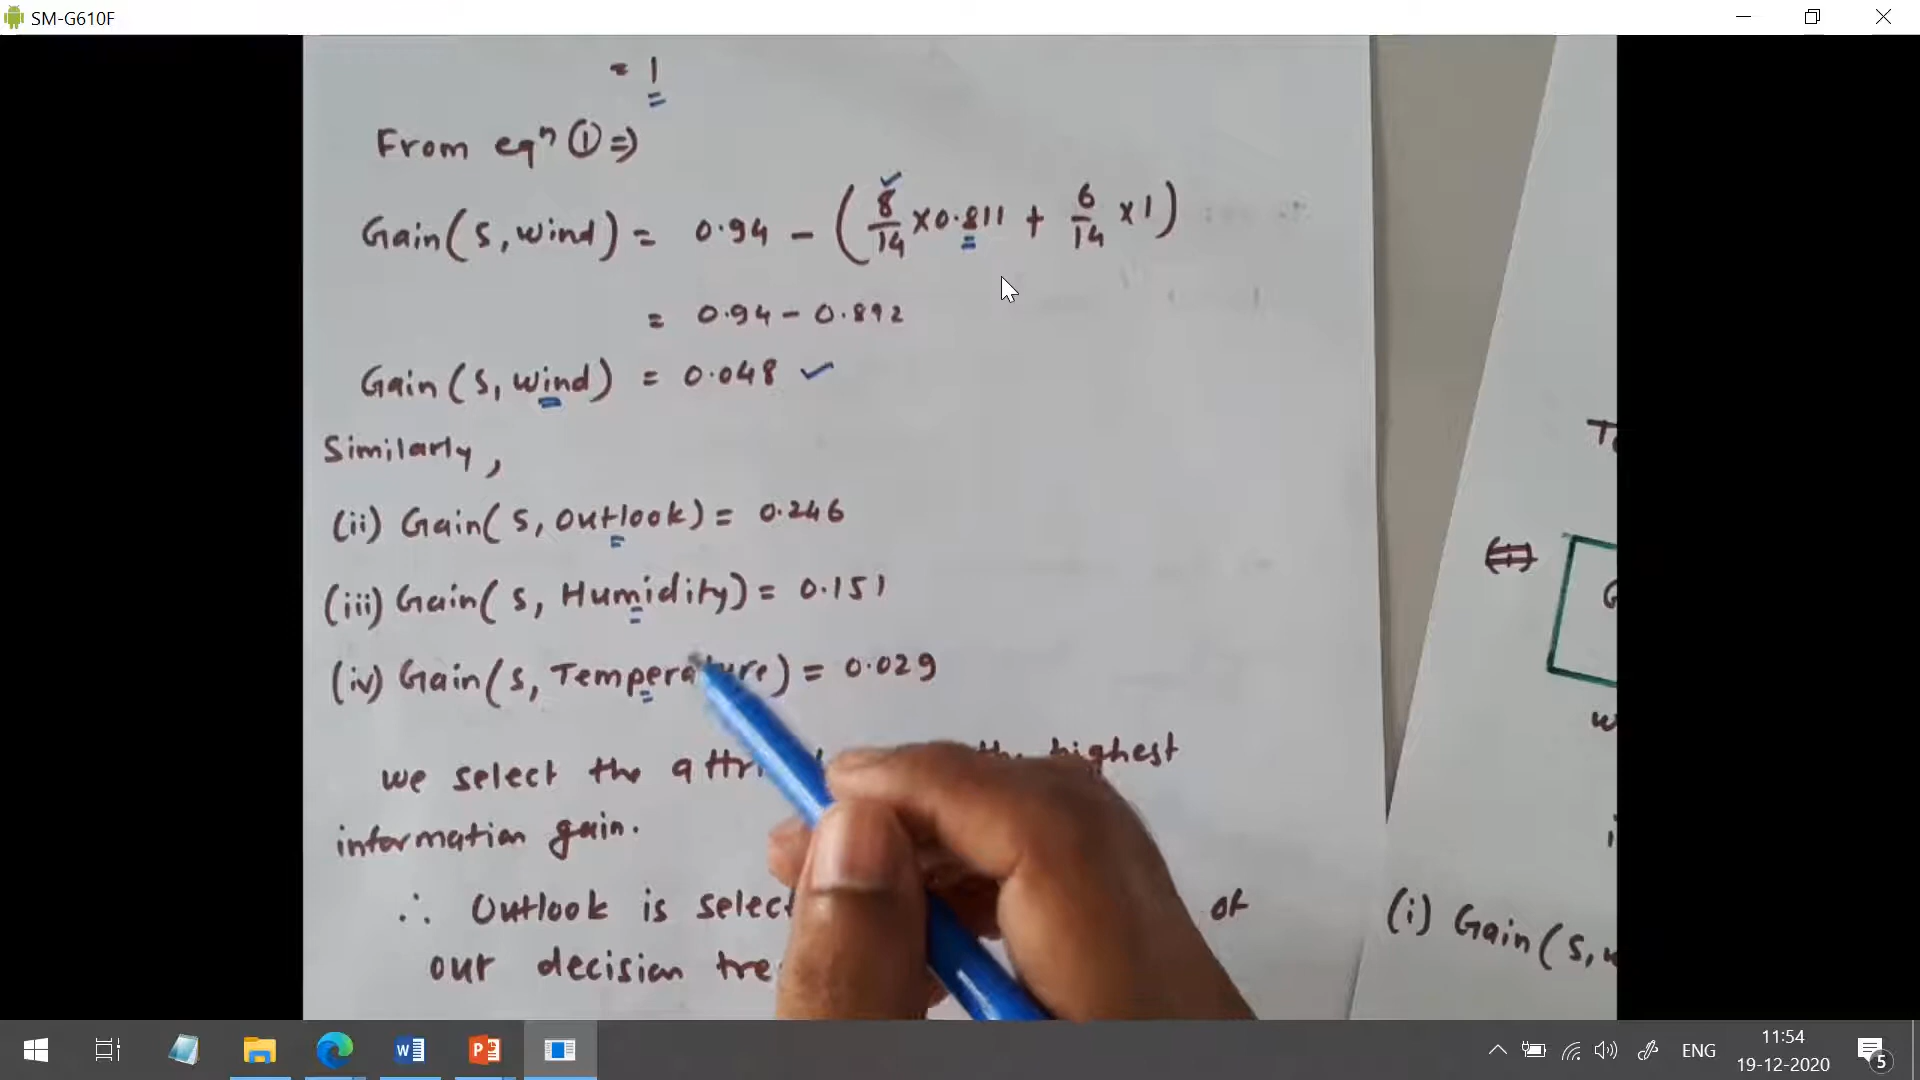 SM-G610F
= 1
From eqⁿ ① ⇒
Gain(S, wind) = 0.94 - (8/14 × 0.811 + 6/14 × 1)
= 0.94 - 0.892
Gain(S, wind) = 0.048 ✓
Similarly,
(ii) Gain(S, Outlook) = 0.246
(iii) Gain(S, Humidity) = 0.151
(iv) Gain(S, Temperature) = 0.029
we select the highest
information gain.
∴ Outlook is of
our decision
(i) Gain(S,
ENG
11:54
19-12-2020
5